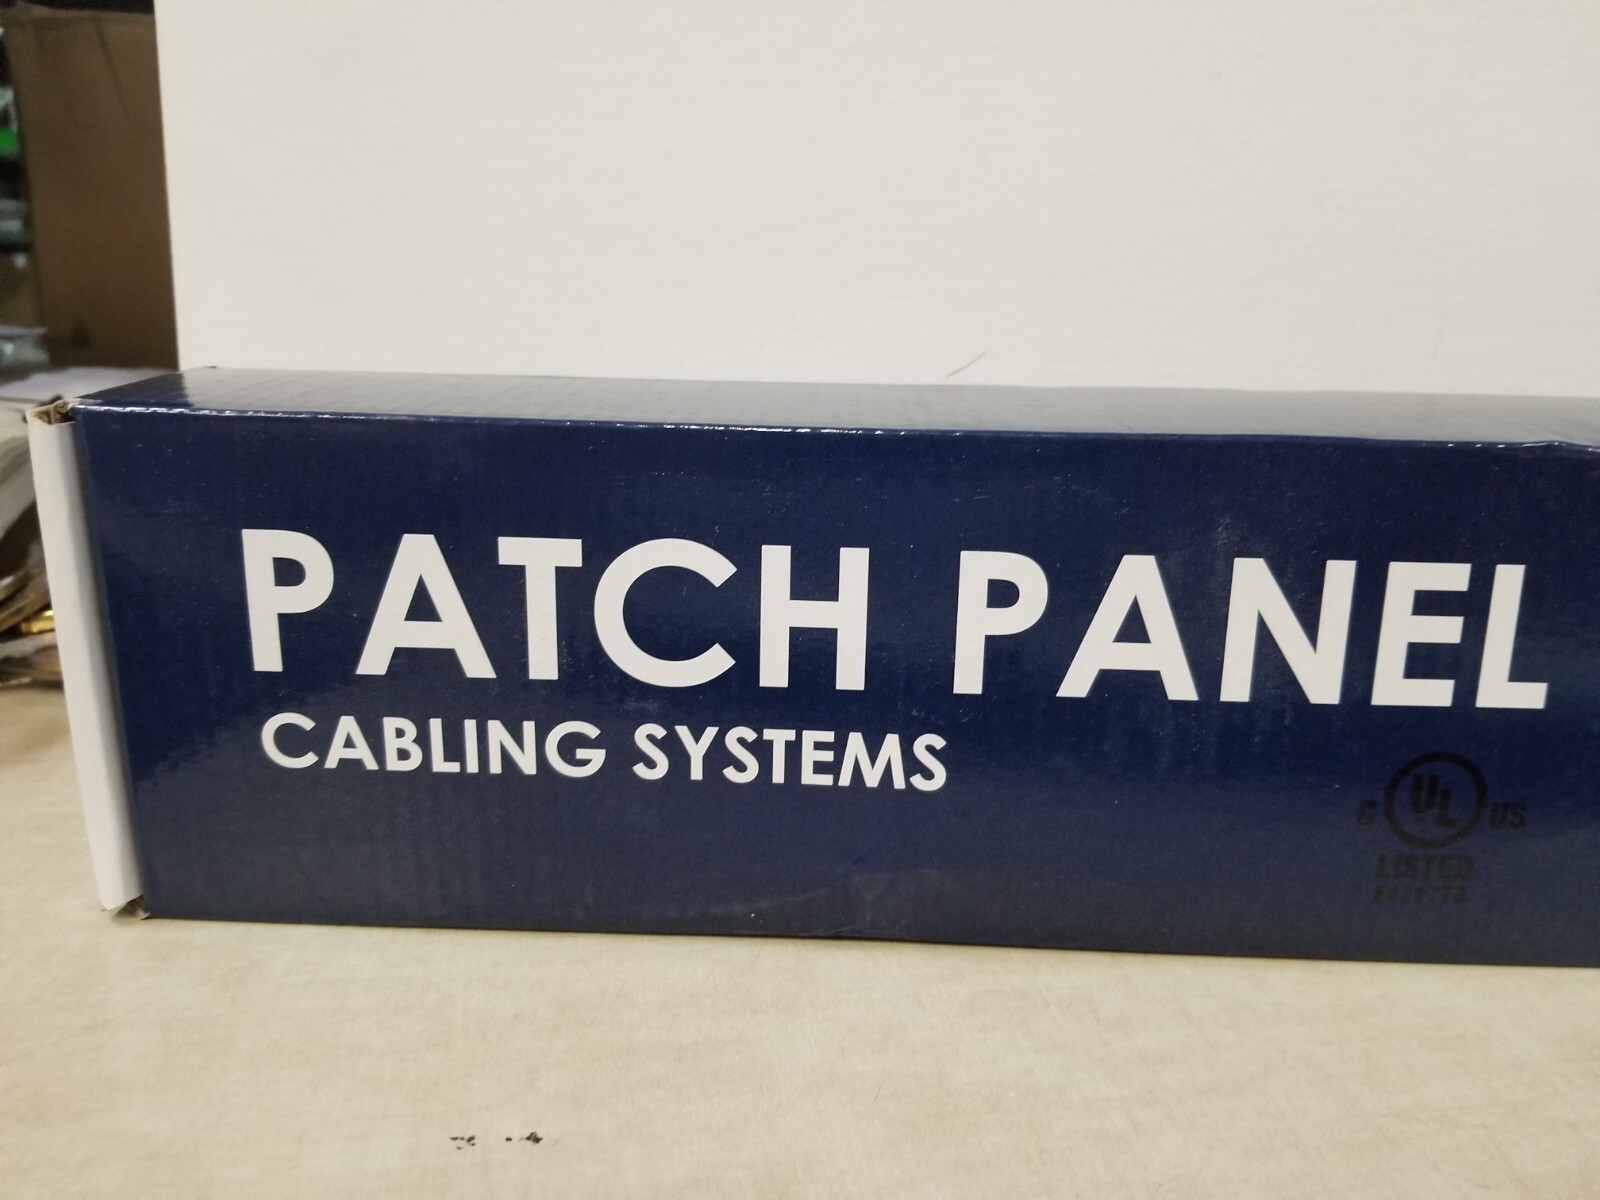 PATCH PANEL
CABLING SYSTEMS
C UL US
LISTED